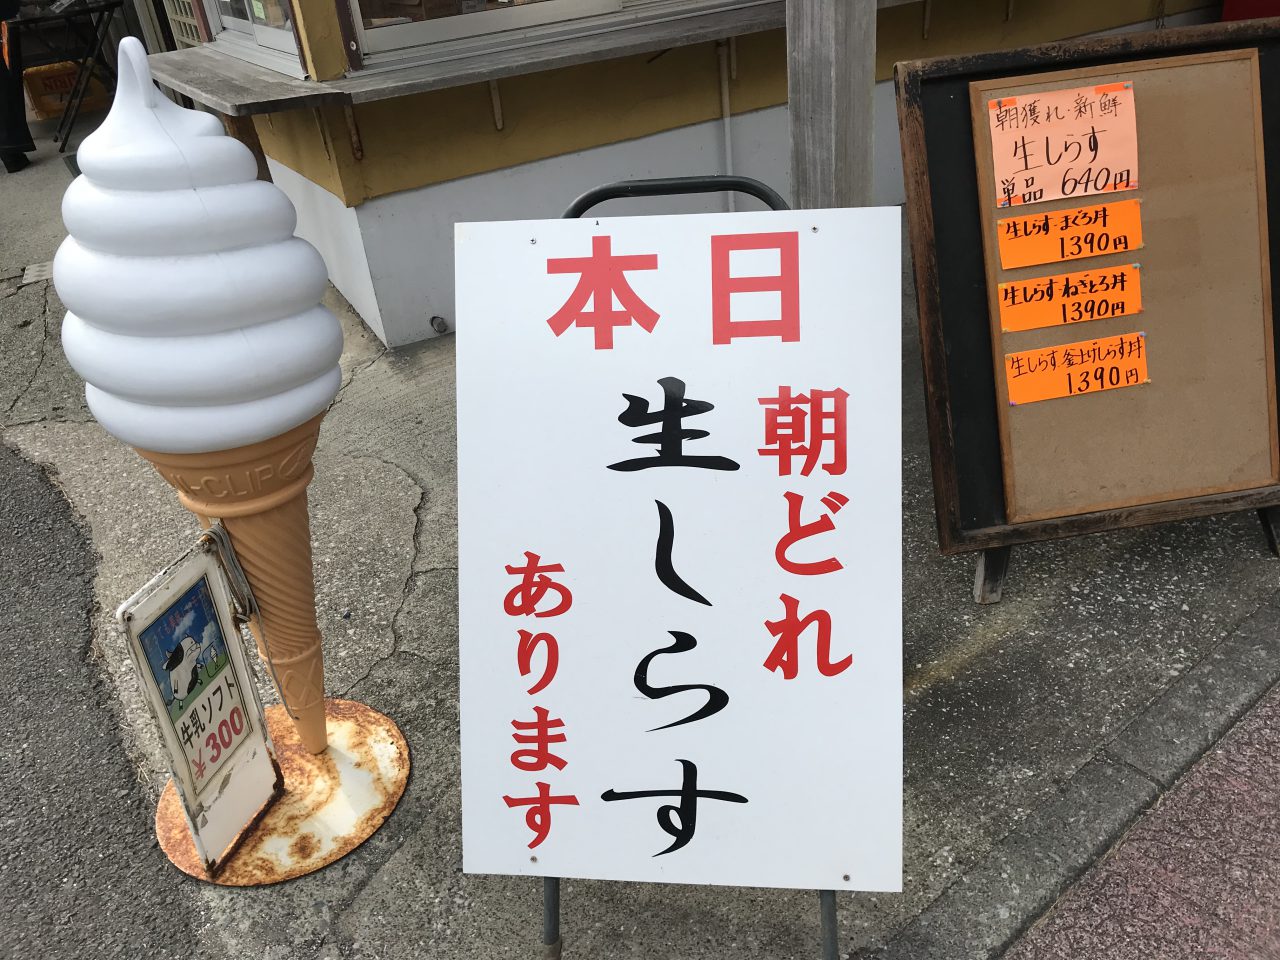 本日
朝どれ
生しらす
あります
朝獲れ・新鮮
生しらす
単品 640円
生しらす・まぐろ丼
1.390円
生しらす・ねぎとろ丼
1390円
生しらす・釜上げしらす丼
1.390円
牛乳ソフト
¥300